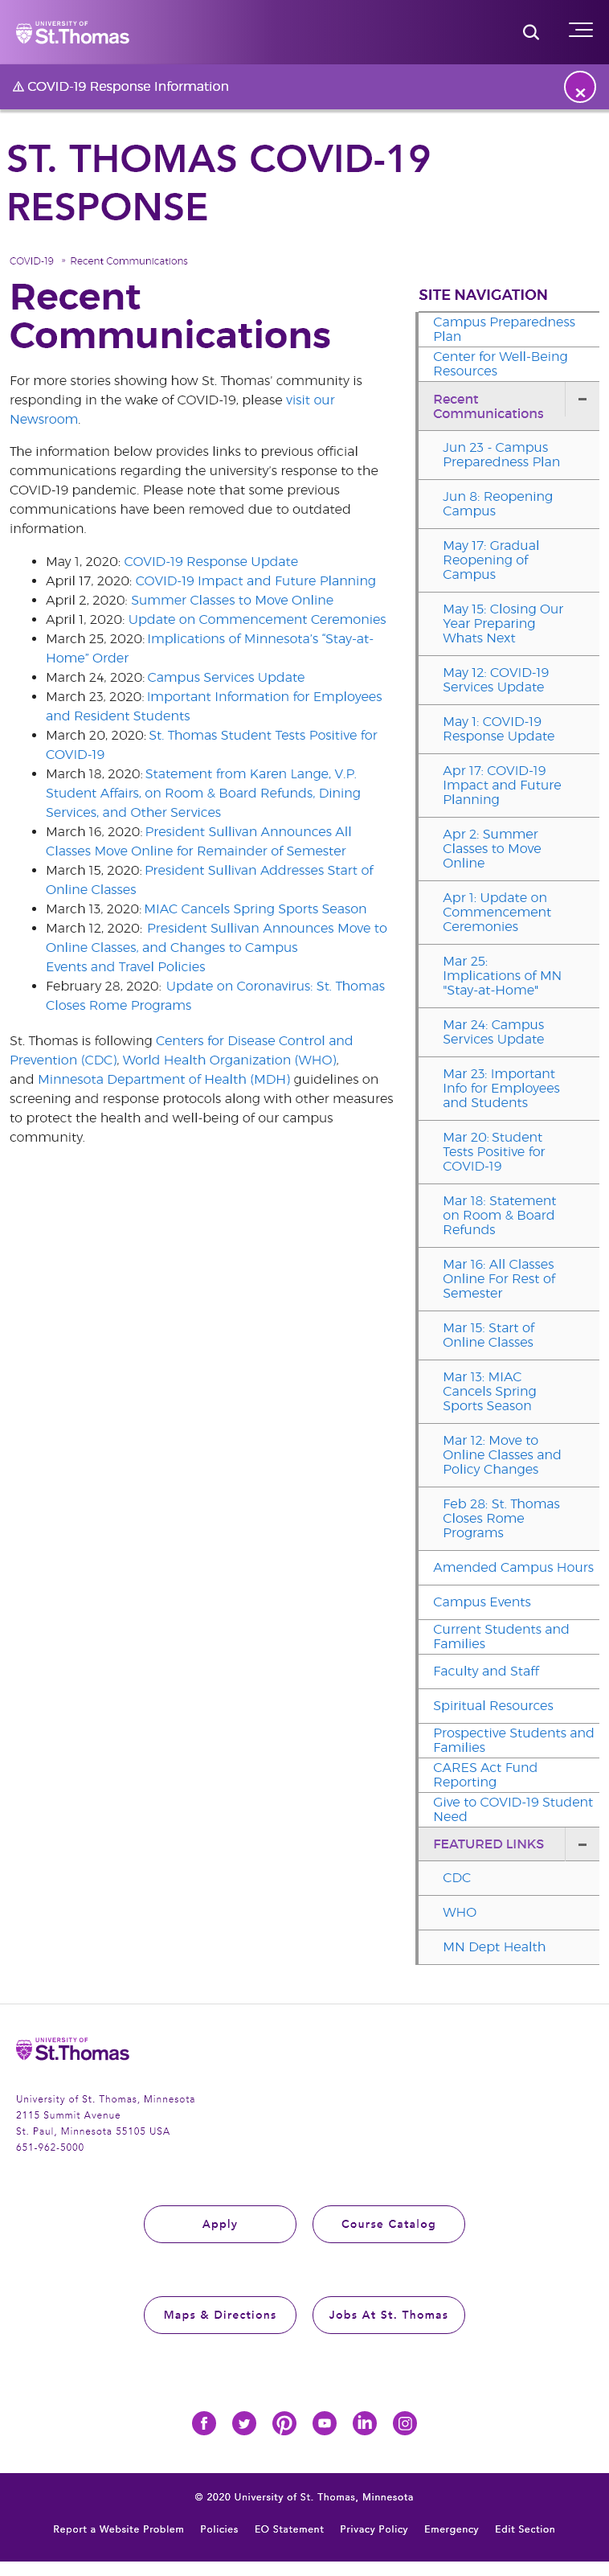 UNIVERSITY OF
St.Thomas
COVID-19 Response Information
ST. THOMAS COVID-19
RESPONSE
COVID-19 » Recent Communications
Recent
Communications
For more stories showing how St. Thomas' community is
responding in the wake of COVID-19, please visit our
Newsroom.
The information below provides links to previous official
communications regarding the university's response to the
COVID-19 pandemic. Please note that some previous
communications have been removed due to outdated
information.
• May 1, 2020: COVID-19 Response Update
• April 17, 2020: COVID-19 Impact and Future Planning
• April 2, 2020: Summer Classes to Move Online
• April 1, 2020: Update on Commencement Ceremonies
• March 25, 2020: Implications of Minnesota's "Stay-at-
Home" Order
• March 24, 2020: Campus Services Update
• March 23, 2020: Important Information for Employees
and Resident Students
• March 20, 2020: St. Thomas Student Tests Positive for
COVID-19
• March 18, 2020: Statement from Karen Lange, V.P.
Student Affairs, on Room & Board Refunds, Dining
Services, and Other Services
• March 16, 2020: President Sullivan Announces All
Classes Move Online for Remainder of Semester
• March 15, 2020: President Sullivan Addresses Start of
Online Classes
• March 13, 2020: MIAC Cancels Spring Sports Season
• March 12, 2020: President Sullivan Announces Move to
Online Classes, and Changes to Campus
Events and Travel Policies
• February 28, 2020: Update on Coronavirus: St. Thomas
Closes Rome Programs
St. Thomas is following Centers for Disease Control and
Prevention (CDC), World Health Organization (WHO),
and Minnesota Department of Health (MDH) guidelines on
screening and response protocols along with other measures
to protect the health and well-being of our campus
community.
SITE NAVIGATION
Campus Preparedness
Plan
Center for Well-Being
Resources
Recent
Communications
Jun 23 - Campus
Preparedness Plan
Jun 8: Reopening
Campus
May 17: Gradual
Reopening of
Campus
May 15: Closing Our
Year Preparing
Whats Next
May 12: COVID-19
Services Update
May 1: COVID-19
Response Update
Apr 17: COVID-19
Impact and Future
Planning
Apr 2: Summer
Classes to Move
Online
Apr 1: Update on
Commencement
Ceremonies
Mar 25:
Implications of MN
"Stay-at-Home"
Mar 24: Campus
Services Update
Mar 23: Important
Info for Employees
and Students
Mar 20: Student
Tests Positive for
COVID-19
Mar 18: Statement
on Room & Board
Refunds
Mar 16: All Classes
Online For Rest of
Semester
Mar 15: Start of
Online Classes
Mar 13: MIAC
Cancels Spring
Sports Season
Mar 12: Move to
Online Classes and
Policy Changes
Feb 28: St. Thomas
Closes Rome
Programs
Amended Campus Hours
Campus Events
Current Students and
Families
Faculty and Staff
Spiritual Resources
Prospective Students and
Families
CARES Act Fund
Reporting
Give to COVID-19 Student
Need
FEATURED LINKS
CDC
WHO
MN Dept Health
UNIVERSITY OF
St.Thomas
University of St. Thomas, Minnesota
2115 Summit Avenue
St. Paul, Minnesota 55105 USA
651-962-5000
Apply Course Catalog
Maps & Directions Jobs At St. Thomas
© 2020 University of St. Thomas, Minnesota
Report a Website Problem Policies EO Statement Privacy Policy Emergency Edit Section